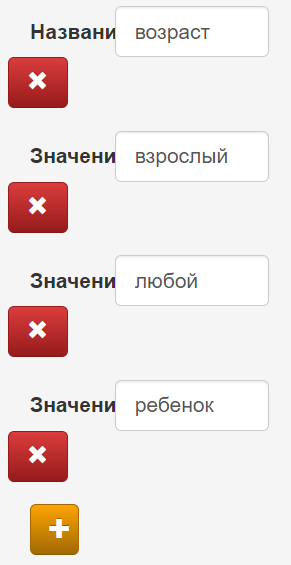 Названи возраст
Значени взрослый
Значени любой
Значени ребенок